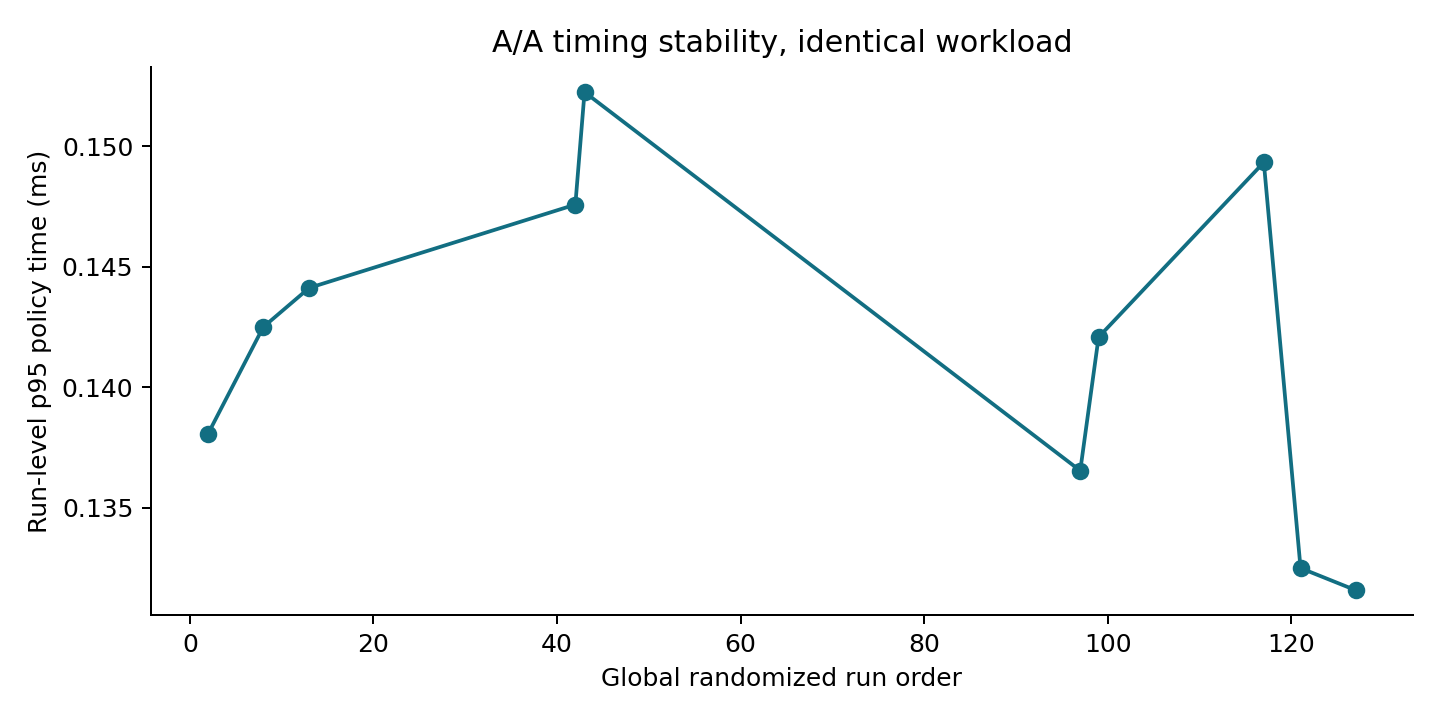 A/A timing stability, identical workload
Run-level p95 policy time (ms)
0.150
0.145
0.140
0.135
0 20 40 60 80 100 120
Global randomized run order